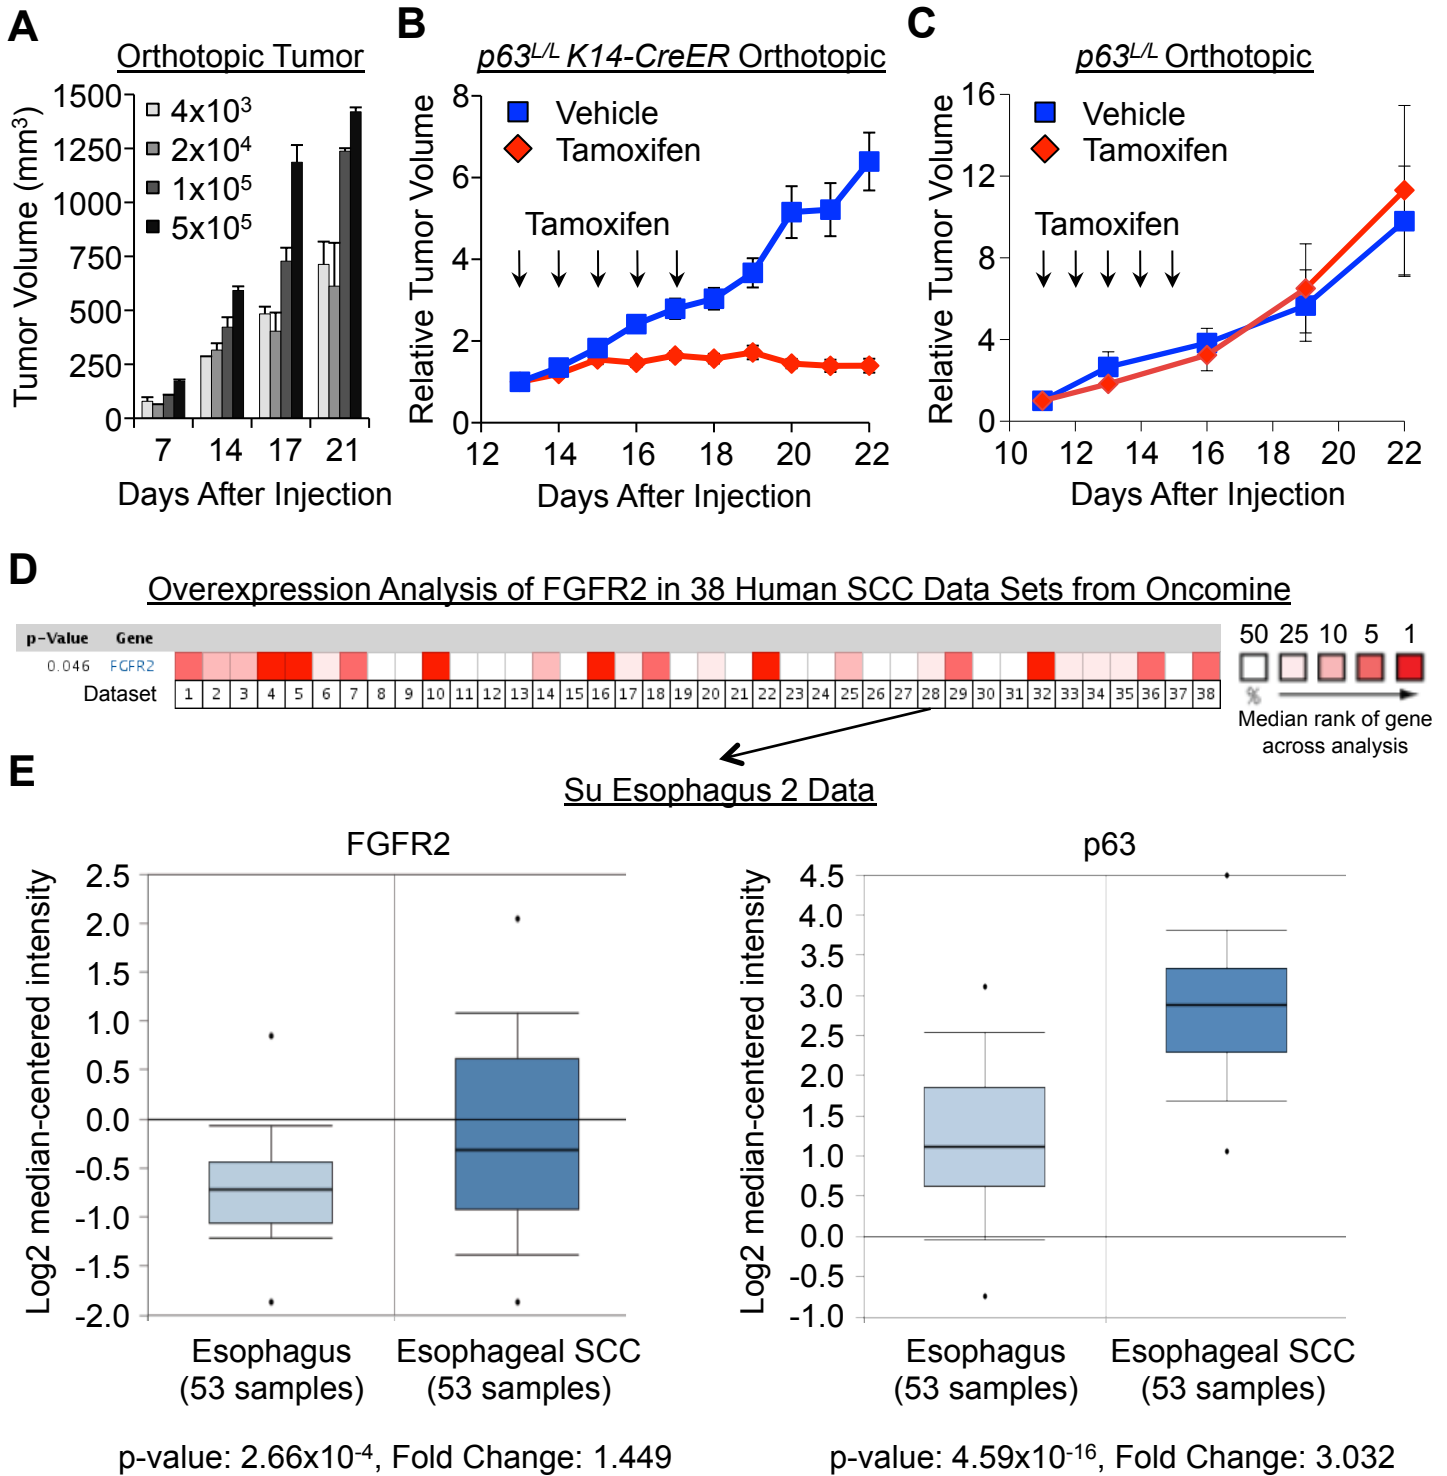 A
Orthotopic Tumor
Tumor Volume (mm³)
1500
1250
1000
750
500
250
0
4x10³
2x10⁴
1x10⁵
5x10⁵
7 14 17 21
Days After Injection
B
p63^L/L K14-CreER Orthotopic
Relative Tumor Volume
8
6
4
2
0
Vehicle
Tamoxifen
Tamoxifen
12 14 16 18 20 22
Days After Injection
C
p63^L/L Orthotopic
Relative Tumor Volume
16
12
8
4
0
Vehicle
Tamoxifen
Tamoxifen
10 12 14 16 18 20 22
Days After Injection
D
Overexpression Analysis of FGFR2 in 38 Human SCC Data Sets from Oncomine
p-Value Gene
0.046 FGFR2
Dataset 1 2 3 4 5 6 7 8 9 10 11 12 13 14 15 16 17 18 19 20 21 22 23 24 25 26 27 28 29 30 31 32 33 34 35 36 37 38
50 25 10 5 1
%
Median rank of gene
across analysis
E
Su Esophagus 2 Data
FGFR2
Log2 median-centered intensity
2.5
2.0
1.5
1.0
0.5
0.0
-0.5
-1.0
-1.5
-2.0
Esophagus Esophageal SCC
(53 samples) (53 samples)
p-value: 2.66x10⁻⁴, Fold Change: 1.449
p63
Log2 median-centered intensity
4.5
4.0
3.5
3.0
2.5
2.0
1.5
1.0
0.5
0.0
-0.5
-1.0
Esophagus Esophageal SCC
(53 samples) (53 samples)
p-value: 4.59x10⁻¹⁶, Fold Change: 3.032